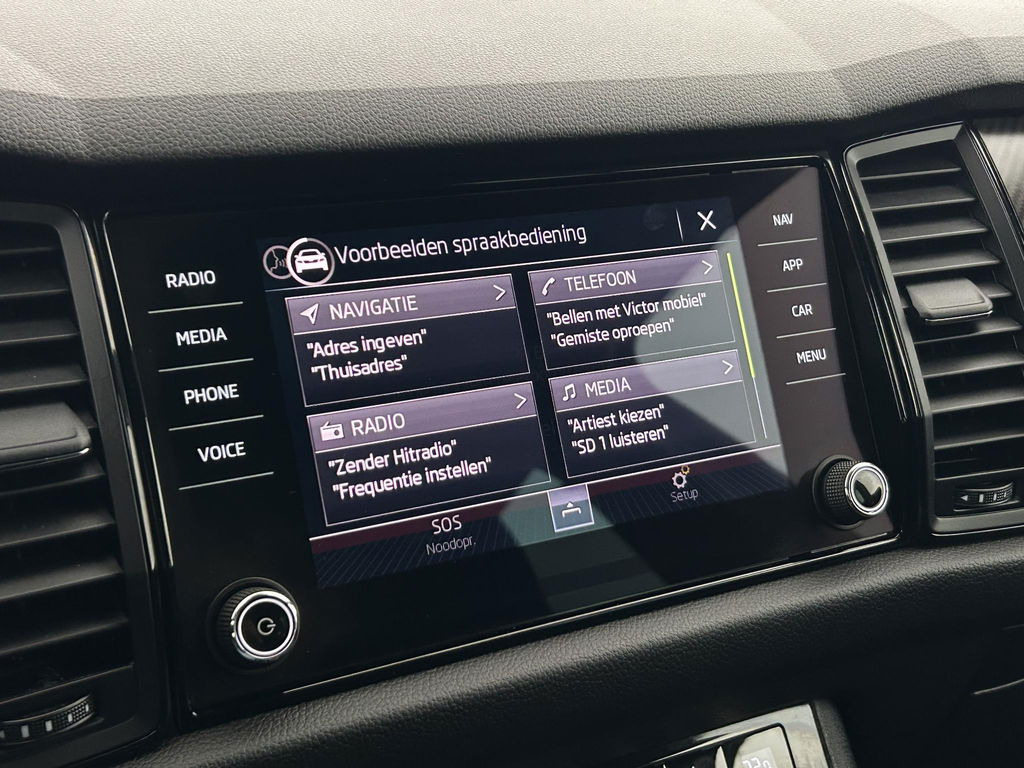 RADIO
MEDIA
PHONE
VOICE
Voorbeelden spraakbediening
NAVIGATIE
"Adres ingeven"
"Thuisadres"
TELEFOON
"Bellen met Victor mobiel"
"Gemiste oproepen"
RADIO
"Zender Hitradio"
"Frequentie instellen"
MEDIA
"Artiest kiezen"
"SD 1 luisteren"
SOS
Noodopr.
Setup
NAV
APP
CAR
MENU